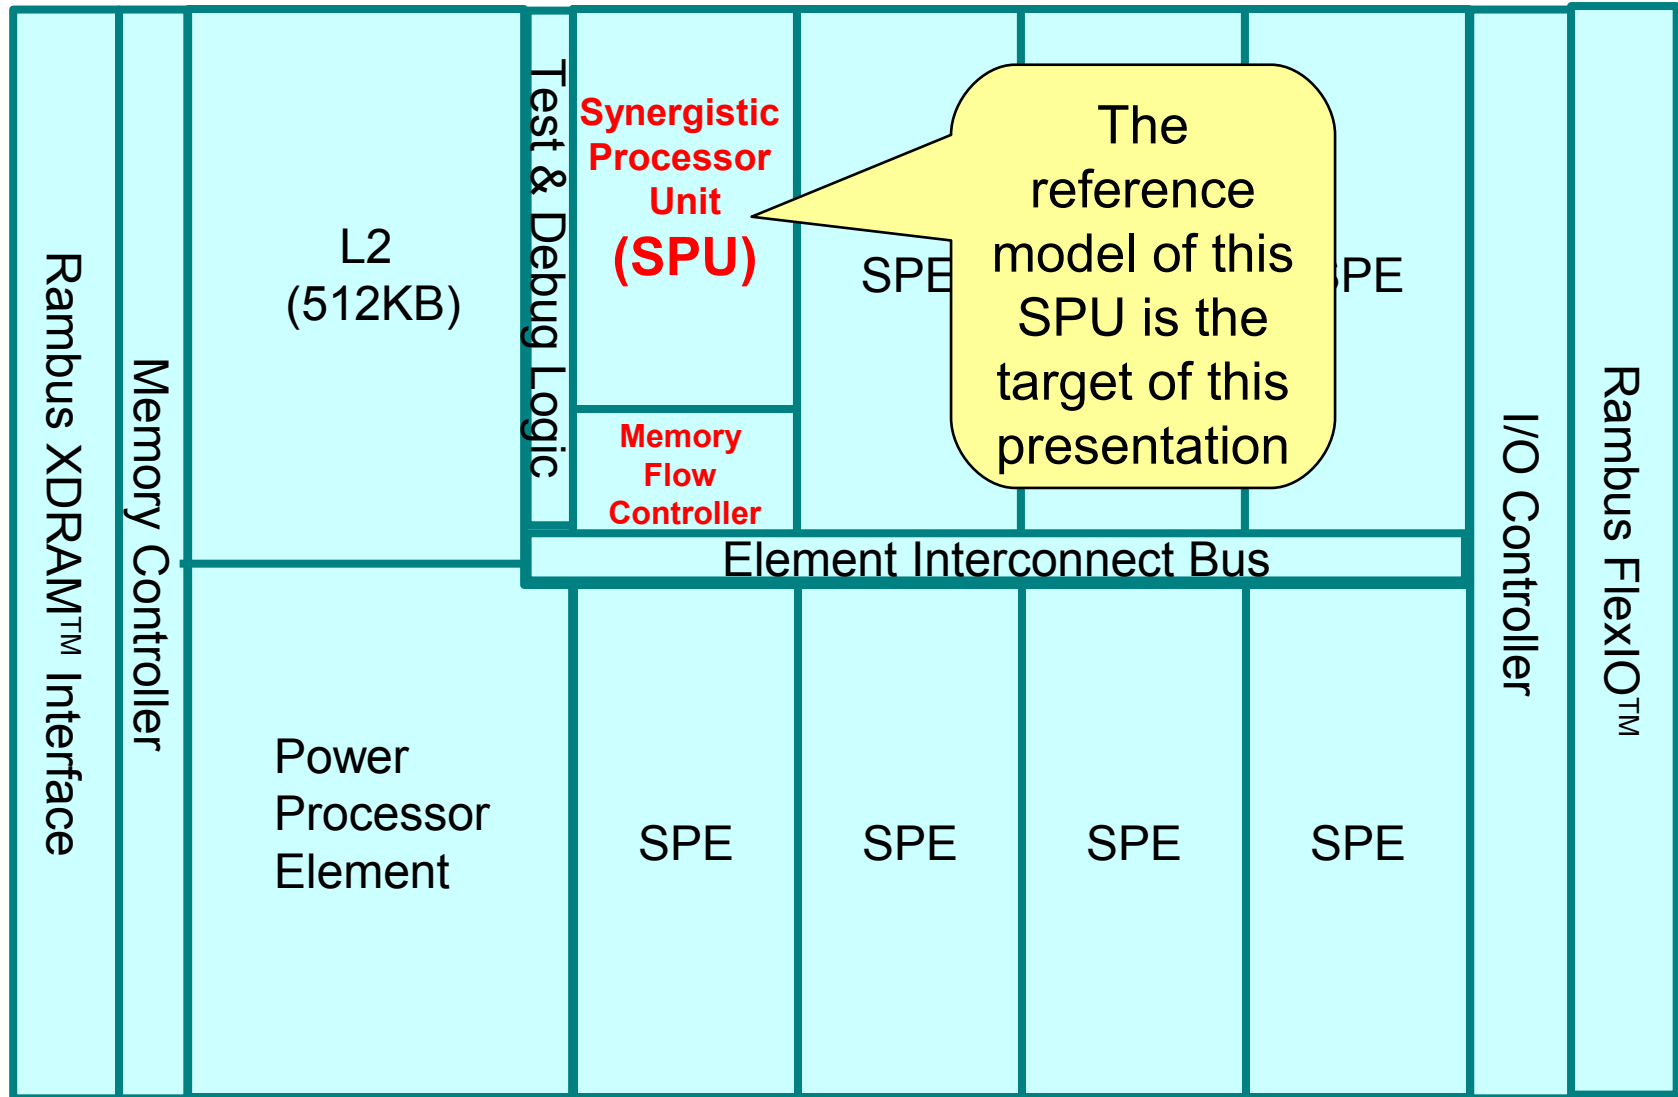 Rambus XDRAM™ Interface
Memory Controller
L2
(512KB)
Test & Debug Logic
Synergistic
Processor
Unit
(SPU)
Memory
Flow
Controller
SPE
The
reference
model of this
SPU is the
target of this
presentation
Element Interconnect Bus
Power
Processor
Element
SPE
SPE
SPE
SPE
I/O Controller
Rambus FlexIO™